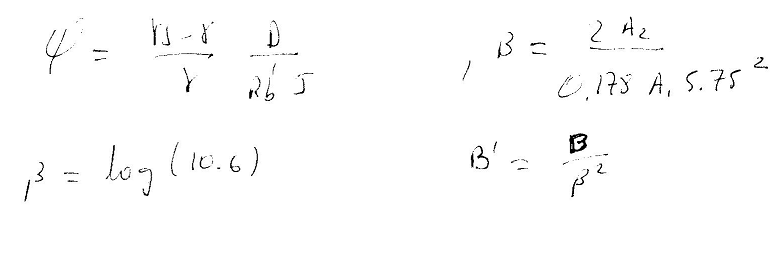 ψ = (γs − γ)/γ D/(Rb' J) , B = 2 A2/(0.178 A1 5.75²)
β = log (10.6) B' = B/β²